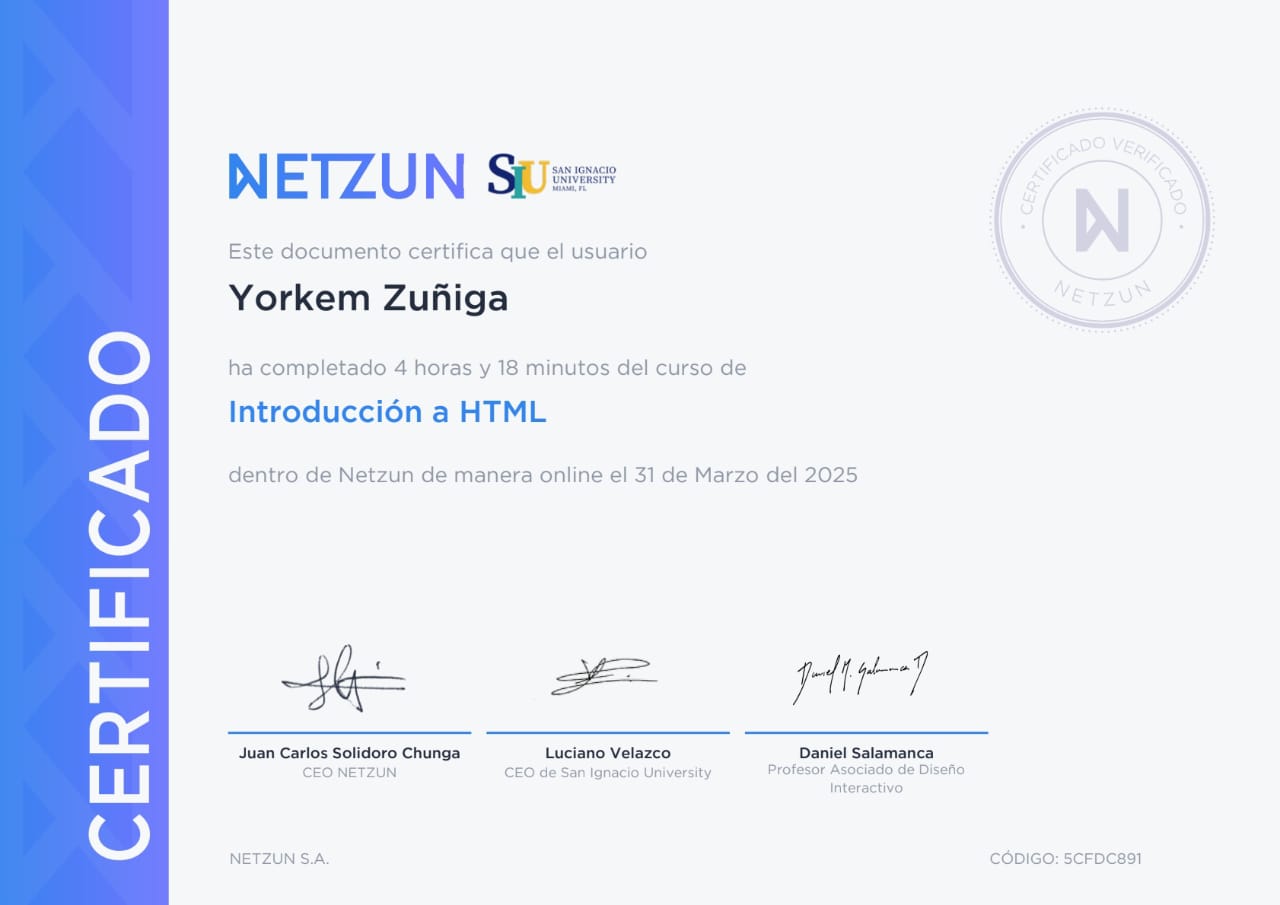 CERTIFICADO
NETZUN
SIU
SAN IGNACIO
UNIVERSITY
MIAMI, FL
CERTIFICADO VERIFICADO
N
NETZUN
Este documento certifica que el usuario
Yorkem Zuñiga
ha completado 4 horas y 18 minutos del curso de
Introducción a HTML
dentro de Netzun de manera online el 31 de Marzo del 2025
Daniel M. Salamanca D
Juan Carlos Solidoro Chunga
CEO NETZUN
Luciano Velazco
CEO de San Ignacio University
Daniel Salamanca
Profesor Asociado de Diseño
Interactivo
NETZUN S.A.
CÓDIGO: 5CFDC891